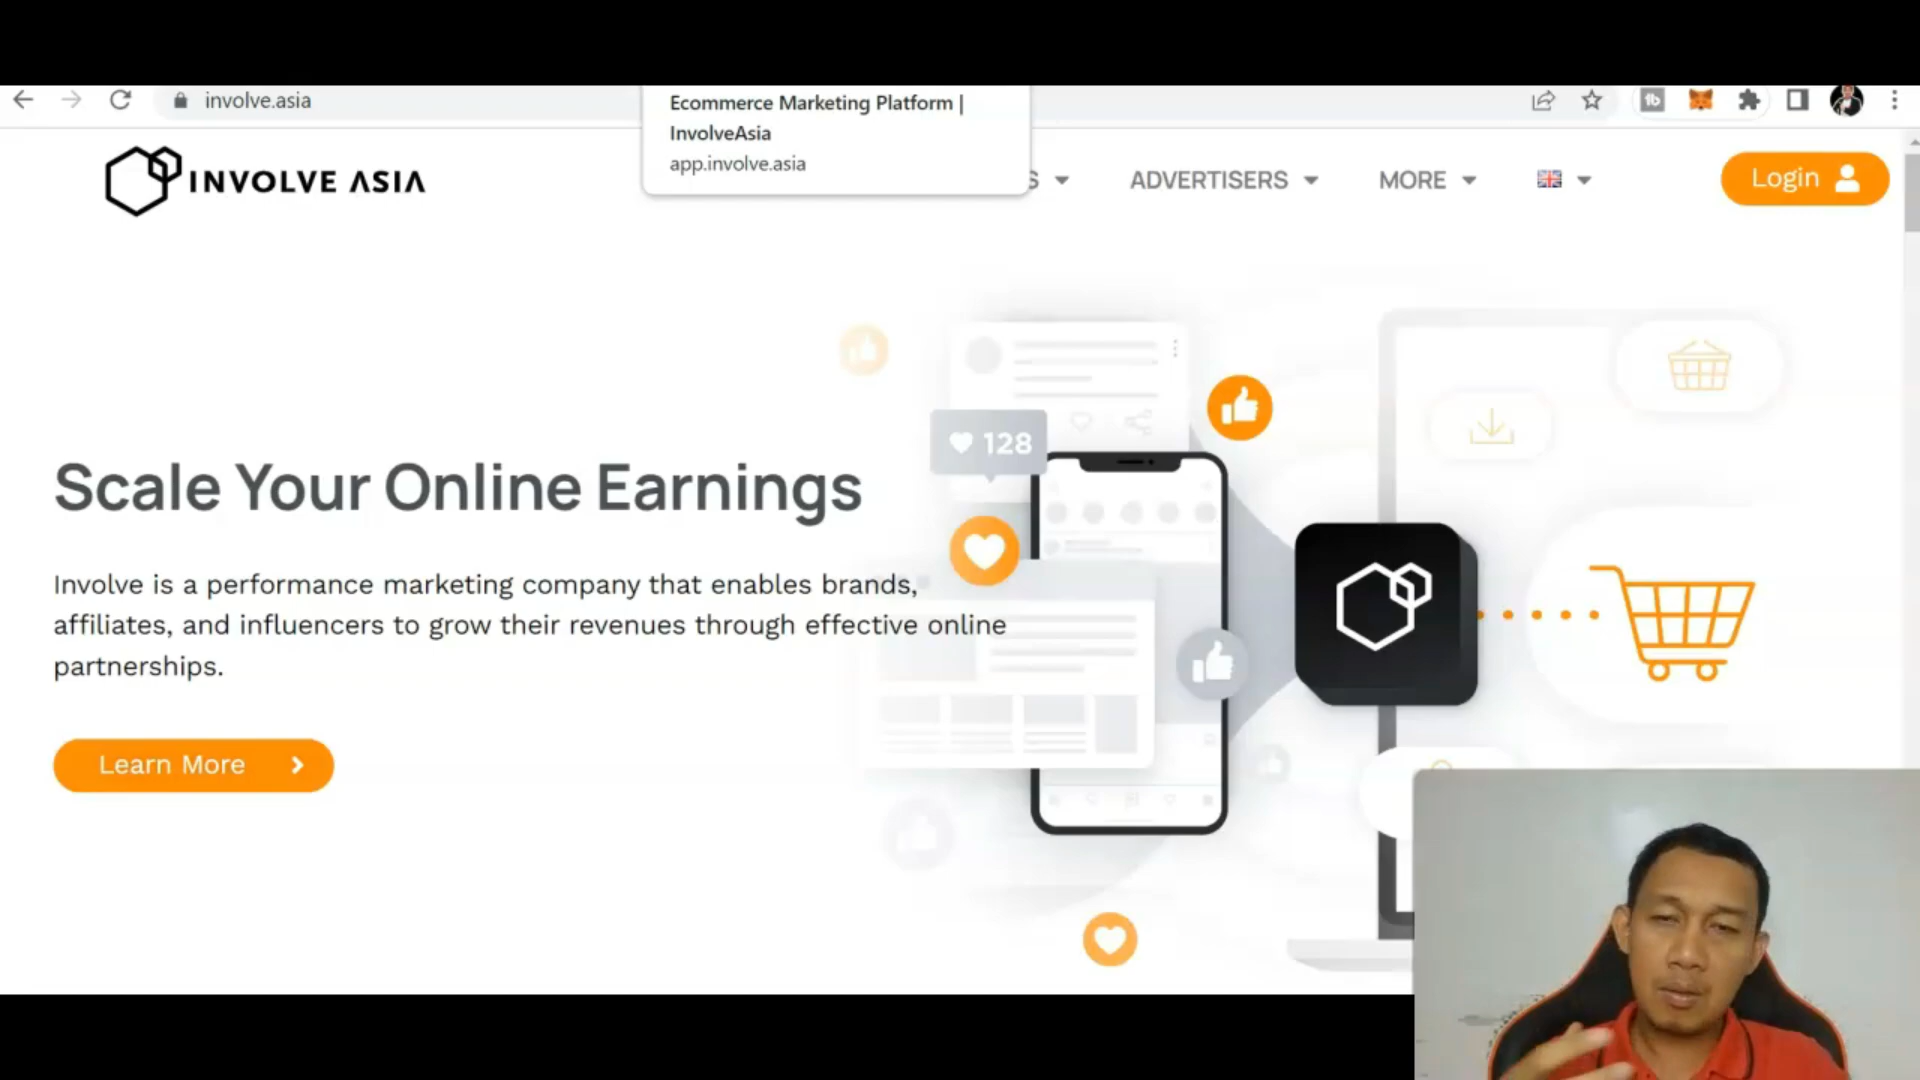 involve.asia
Ecommerce Marketing Platform |
InvolveAsia
app.involve.asia
INVOLVE ASIA
S
ADVERTISERS
MORE
Login
128
Scale Your Online Earnings
Involve is a performance marketing company that enables brands,
affiliates, and influencers to grow their revenues through effective online
partnerships.
Learn More